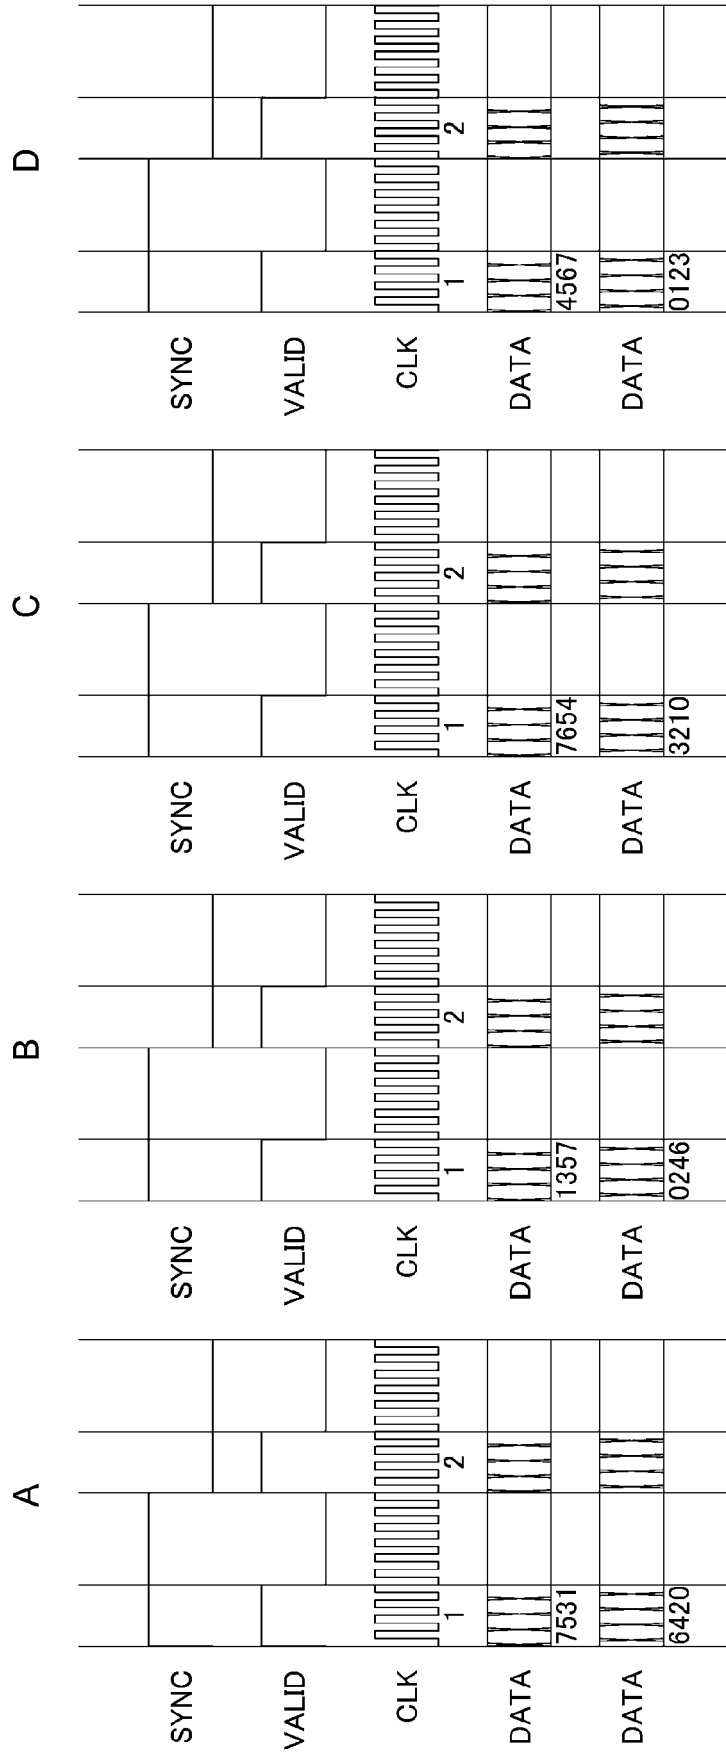 A
SYNC
VALID
CLK
1 2
DATA
7531
DATA
6420
B
SYNC
VALID
CLK
1 2
DATA
1357
DATA
0246
C
SYNC
VALID
CLK
1 2
DATA
7654
DATA
3210
D
SYNC
VALID
CLK
1 2
DATA
4567
DATA
0123